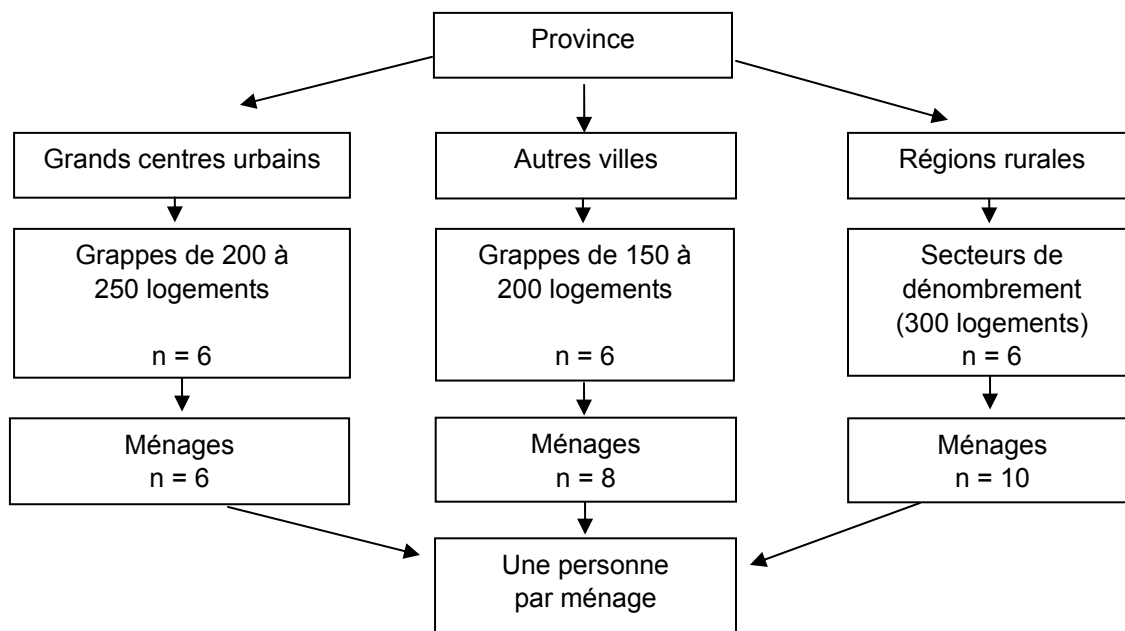 Province
Grands centres urbains
Autres villes
Régions rurales
Grappes de 200 à
250 logements
n = 6
Grappes de 150 à
200 logements
n = 6
Secteurs de
dénombrement
(300 logements)
n = 6
Ménages
n = 6
Ménages
n = 8
Ménages
n = 10
Une personne
par ménage